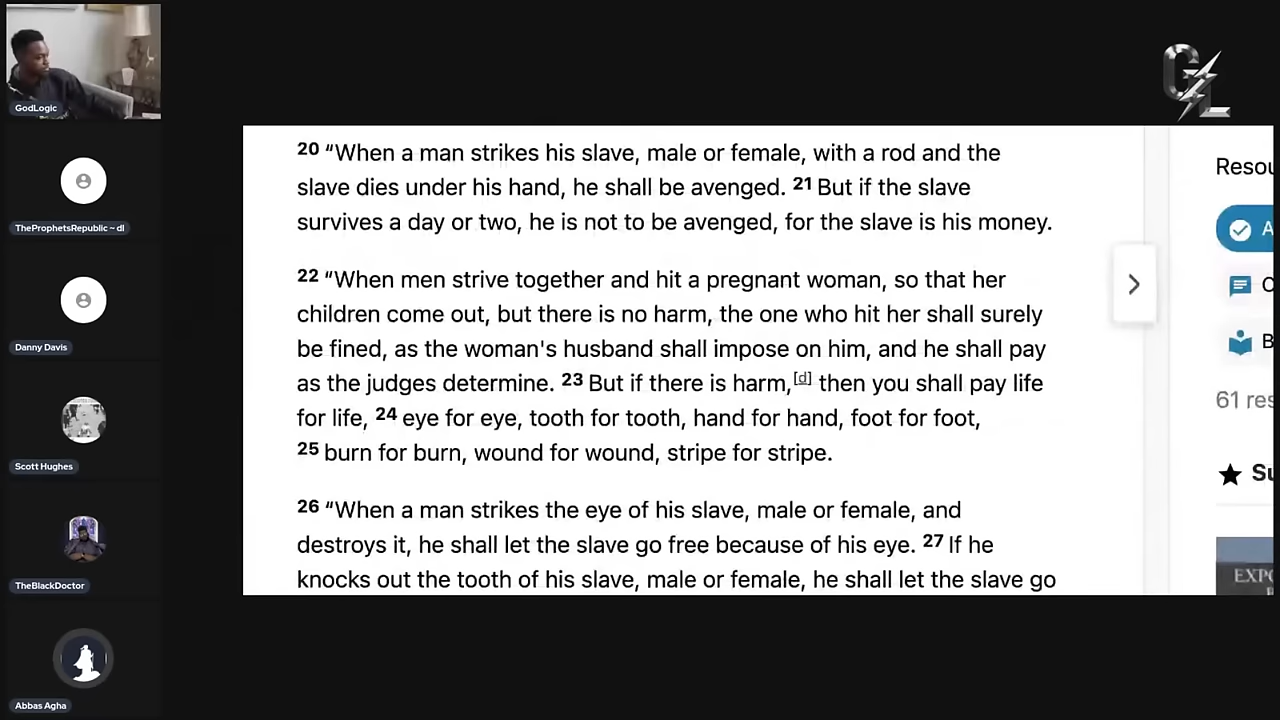 GodLogic
TheProphetsRepublic ~ dl
Danny Davis
Scott Hughes
TheBlackDoctor
Abbas Agha
GL
20 “When a man strikes his slave, male or female, with a rod and the
slave dies under his hand, he shall be avenged. 21 But if the slave
survives a day or two, he is not to be avenged, for the slave is his money.
22 “When men strive together and hit a pregnant woman, so that her
children come out, but there is no harm, the one who hit her shall surely
be fined, as the woman's husband shall impose on him, and he shall pay
as the judges determine. 23 But if there is harm,[d] then you shall pay life
for life, 24 eye for eye, tooth for tooth, hand for hand, foot for foot,
25 burn for burn, wound for wound, stripe for stripe.
26 “When a man strikes the eye of his slave, male or female, and
destroys it, he shall let the slave go free because of his eye. 27 If he
knocks out the tooth of his slave, male or female, he shall let the slave go
Resou
A
C
B
61 res
Su
EXPO